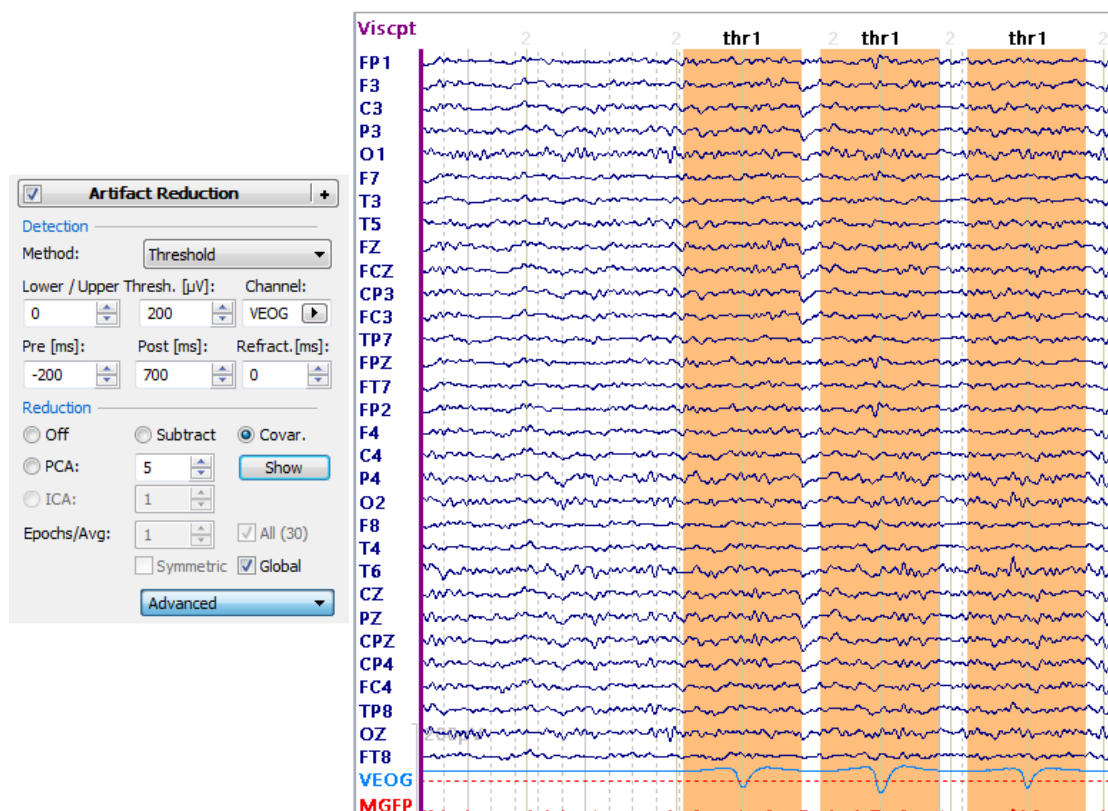 Artifact Reduction +
Detection
Method: Threshold
Lower / Upper Thresh. [µV]: Channel:
0 200 VEOG
Pre [ms]: Post [ms]: Refract.[ms]:
-200 700 0
Reduction
Off Subtract Covar.
PCA: 5 Show
ICA: 1
Epochs/Avg: 1 All (30)
Symmetric Global
Advanced
Viscpt
2 2 thr1 2 thr1 2 thr1 2
FP1
F3
C3
P3
O1
F7
T3
T5
FZ
FCZ
CP3
FC3
TP7
FPZ
FT7
FP2
F4
C4
P4
O2
F8
T4
T6
CZ
PZ
CPZ
CP4
FC4
TP8
OZ
FT8
VEOG
MGFP